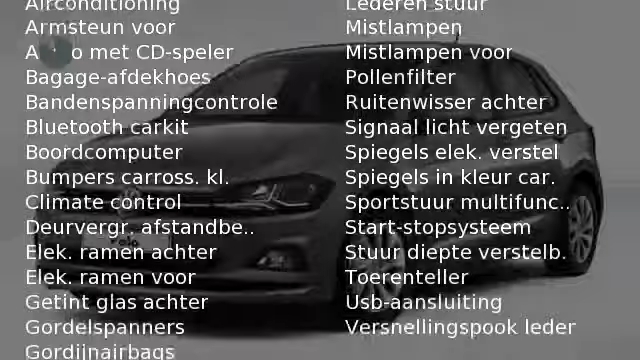 Airconditioning
Armsteun voor
met CD-speler
Bagage-afdekhoes
Bandenspanningcontrole
Bluetooth carkit
Boordcomputer
Bumpers carross. kl.
Climate control
Deurvergr. afstandbe..
Elek. ramen achter
Elek. ramen voor
Getint glas achter
Gordelspanners
Gordijnairbags
Lederen stuur
Mistlampen
Mistlampen voor
Pollenfilter
Ruitenwisser achter
Signaal licht vergeten
Spiegels elek. verstel
Spiegels in kleur car.
Sportstuur multifunc..
Start-stopsysteem
Stuur diepte verstelb.
Toerenteller
Usb-aansluiting
Versnellingspook leder